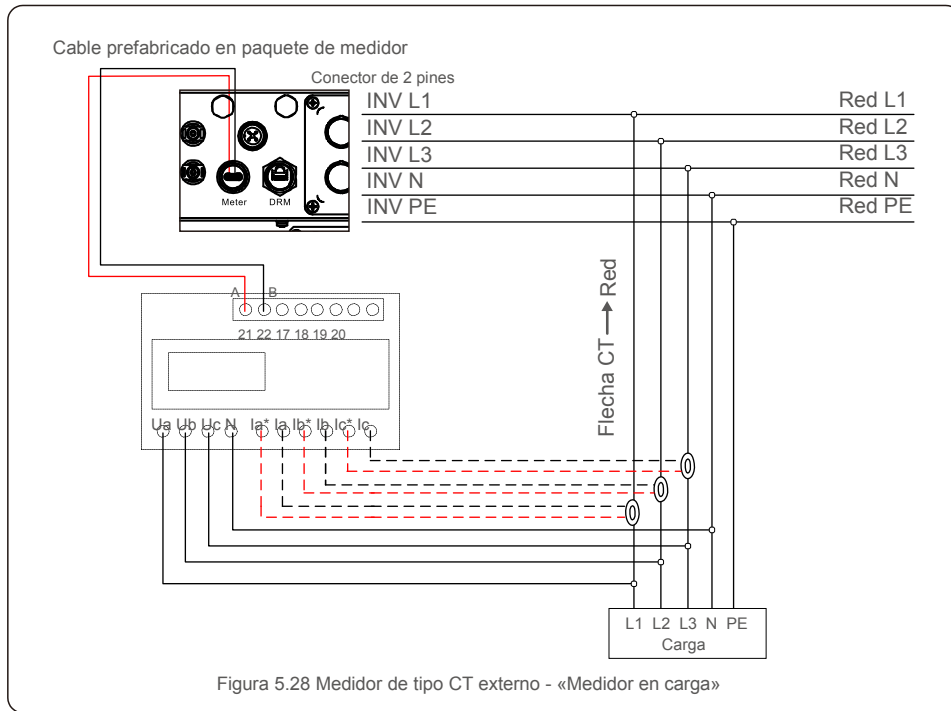 Cable prefabricado en paquete de medidor
Conector de 2 pines
INV L1 Red L1
INV L2 Red L2
INV L3 Red L3
INV N Red N
INV PE Red PE
Meter DRM
A B
21 22 17 18 19 20
Flecha CT → Red
Ua Ub Uc N Ia* Ia Ib* Ib Ic* Ic
L1 L2 L3 N PE
Carga
Figura 5.28 Medidor de tipo CT externo - «Medidor en carga»